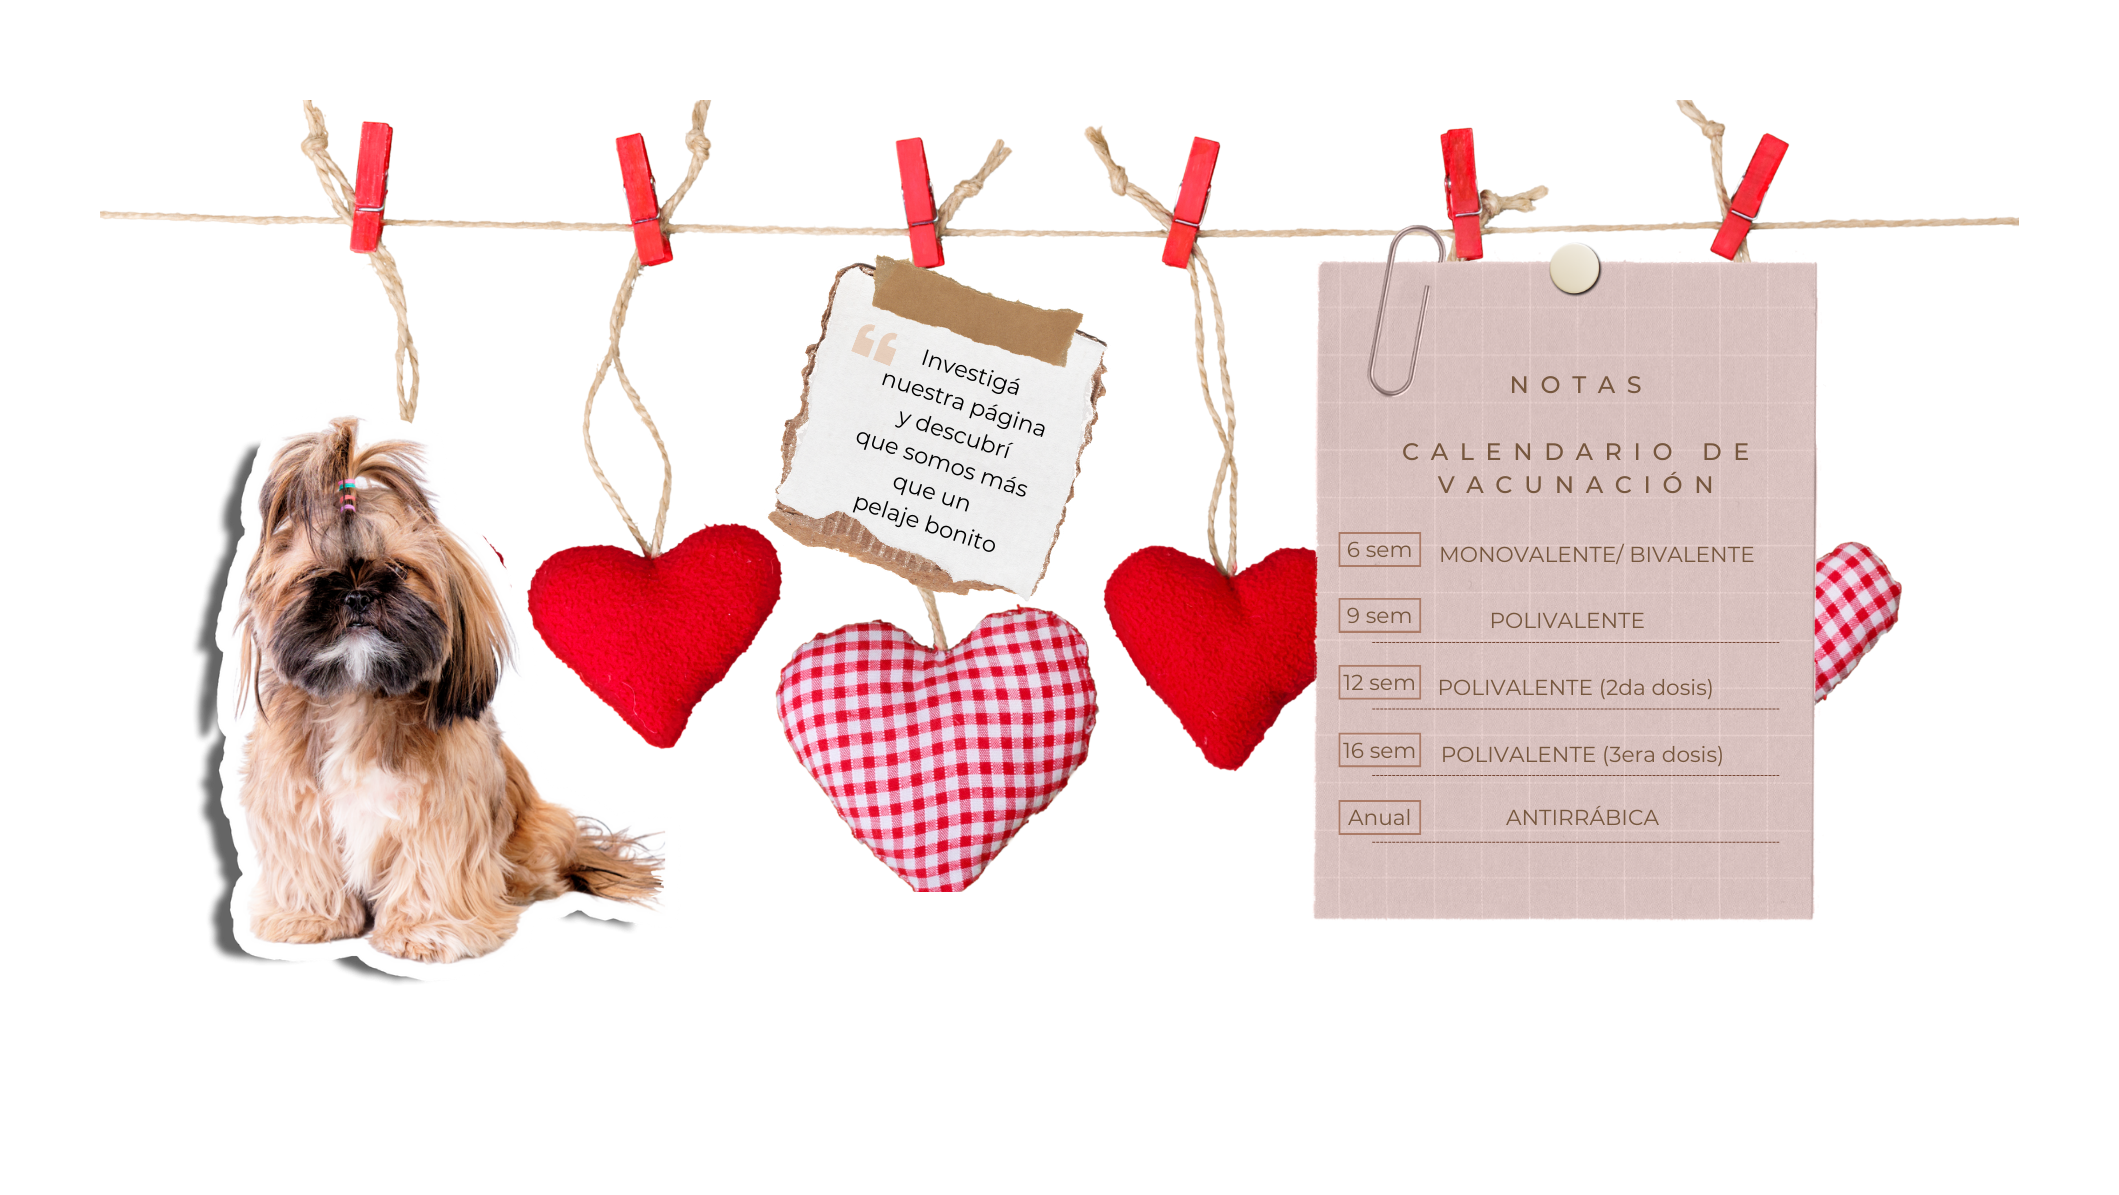 “
Investigá
nuestra página
y descubrí
que somos más
que un
pelaje bonito
NOTAS
CALENDARIO DE
VACUNACIÓN
6 sem MONOVALENTE/ BIVALENTE
9 sem POLIVALENTE
12 sem POLIVALENTE (2da dosis)
16 sem POLIVALENTE (3era dosis)
Anual ANTIRRÁBICA